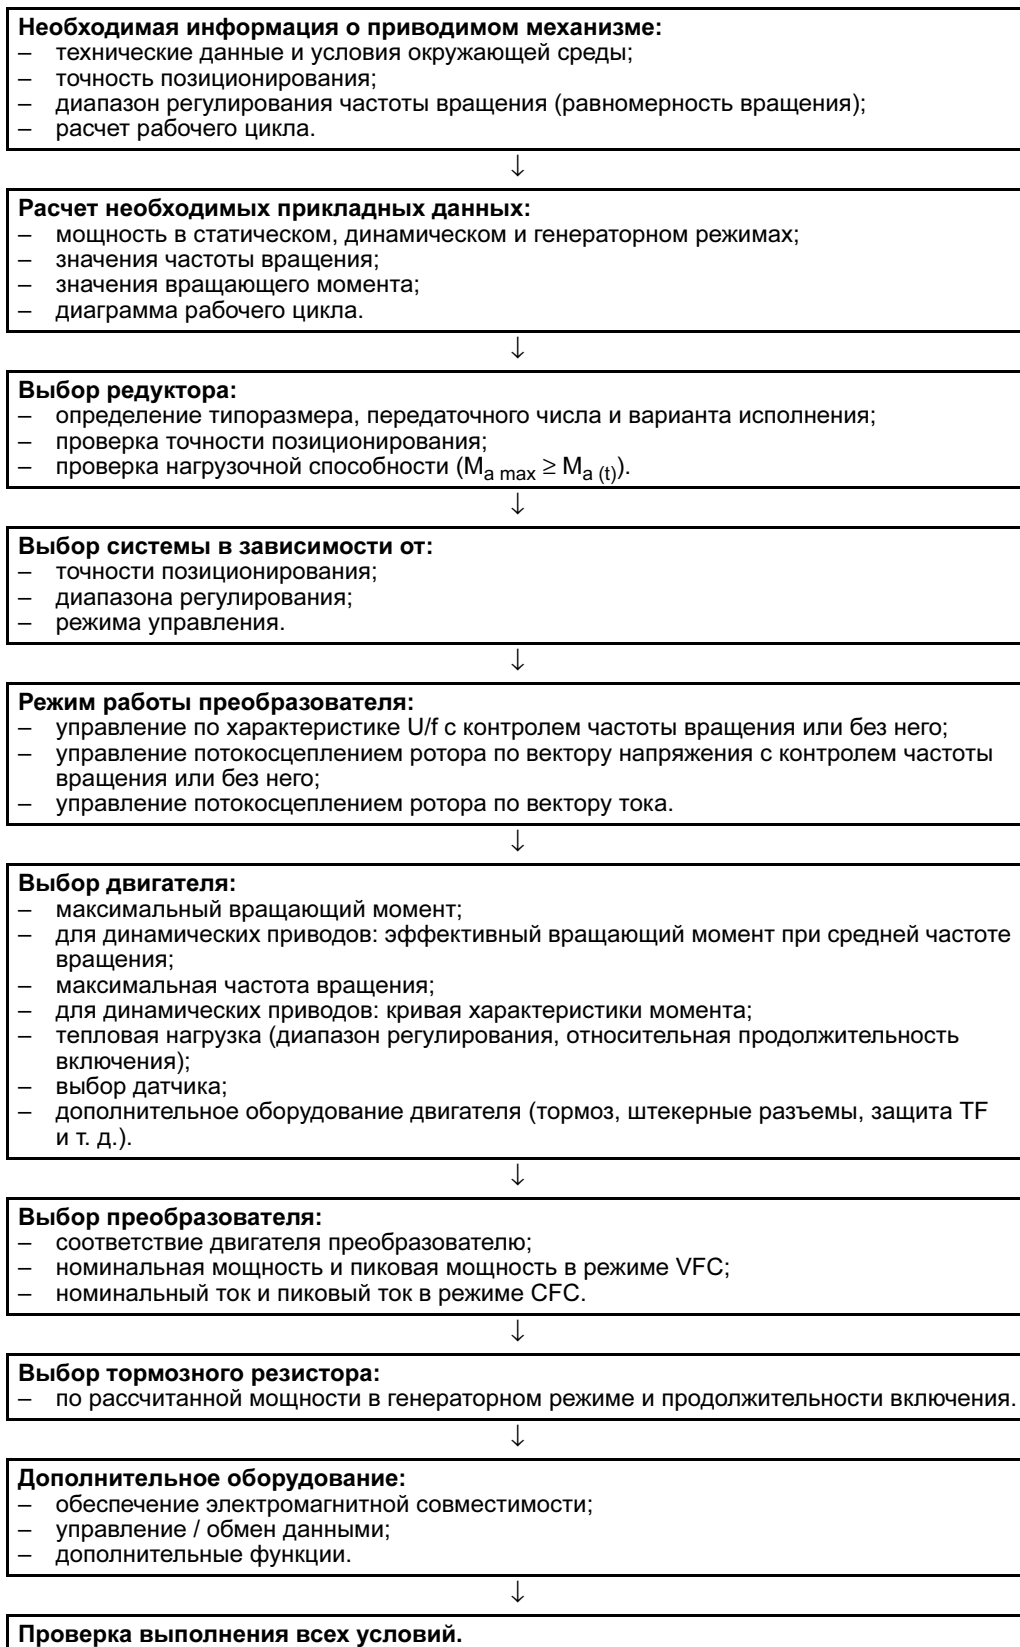 Необходимая информация о приводимом механизме:
– технические данные и условия окружающей среды;
– точность позиционирования;
– диапазон регулирования частоты вращения (равномерность вращения);
– расчет рабочего цикла.
↓
Расчет необходимых прикладных данных:
– мощность в статическом, динамическом и генераторном режимах;
– значения частоты вращения;
– значения вращающего момента;
– диаграмма рабочего цикла.
↓
Выбор редуктора:
– определение типоразмера, передаточного числа и варианта исполнения;
– проверка точности позиционирования;
– проверка нагрузочной способности (Ma max ≥ Ma (t)).
↓
Выбор системы в зависимости от:
– точности позиционирования;
– диапазона регулирования;
– режима управления.
↓
Режим работы преобразователя:
– управление по характеристике U/f с контролем частоты вращения или без него;
– управление потокосцеплением ротора по вектору напряжения с контролем частоты
вращения или без него;
– управление потокосцеплением ротора по вектору тока.
↓
Выбор двигателя:
– максимальный вращающий момент;
– для динамических приводов: эффективный вращающий момент при средней частоте
вращения;
– максимальная частота вращения;
– для динамических приводов: кривая характеристики момента;
– тепловая нагрузка (диапазон регулирования, относительная продолжительность
включения);
– выбор датчика;
– дополнительное оборудование двигателя (тормоз, штекерные разъемы, защита TF
и т. д.).
↓
Выбор преобразователя:
– соответствие двигателя преобразователю;
– номинальная мощность и пиковая мощность в режиме VFC;
– номинальный ток и пиковый ток в режиме CFC.
↓
Выбор тормозного резистора:
– по рассчитанной мощности в генераторном режиме и продолжительности включения.
↓
Дополнительное оборудование:
– обеспечение электромагнитной совместимости;
– управление / обмен данными;
– дополнительные функции.
↓
Проверка выполнения всех условий.